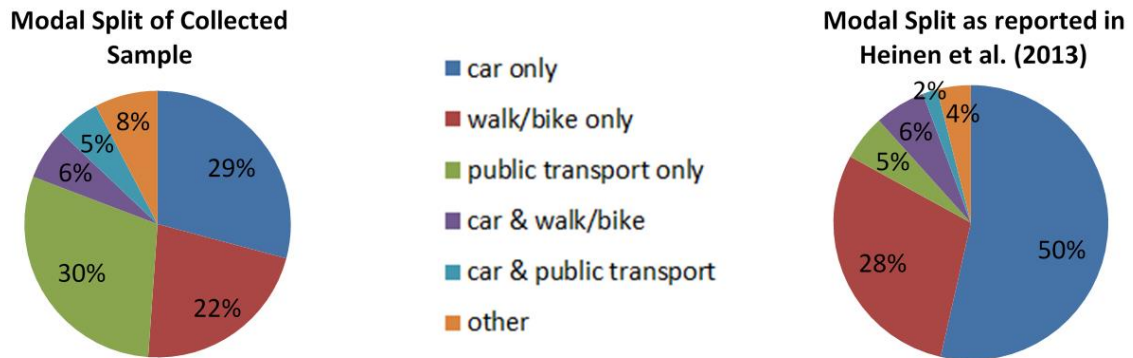 Modal Split of Collected
Sample
8%
5%
6%
29%
30%
22%
car only
walk/bike only
public transport only
car & walk/bike
car & public transport
other
Modal Split as reported in
Heinen et al. (2013)
2%
4%
6%
5%
28%
50%